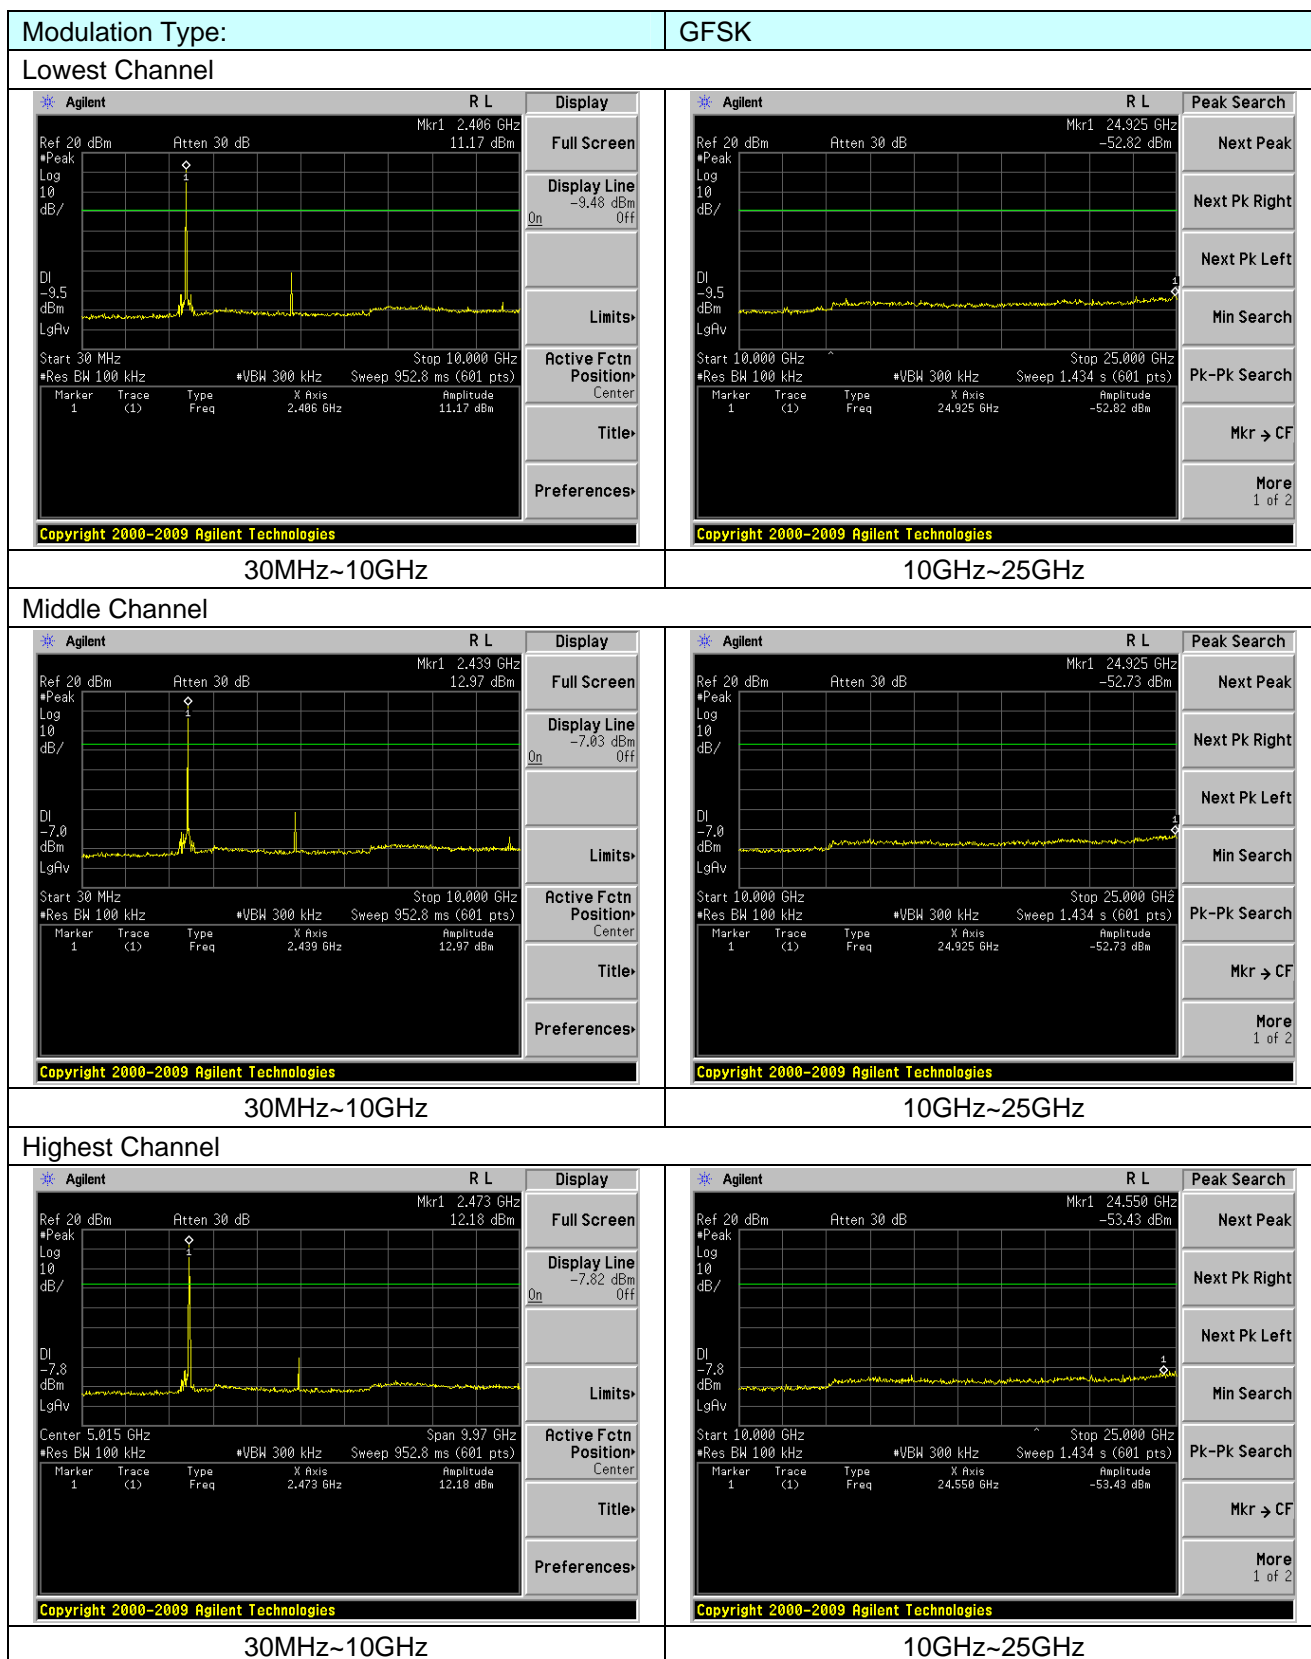 Modulation Type: GFSK
Lowest Channel
Agilent R L Display
Mkr1 2.406 GHz
Ref 20 dBm Atten 30 dB 11.17 dBm
#Peak
Log
10
dB/
1
DI
-9.5
dBm
LgAv
Start 30 MHz Stop 10.000 GHz
#Res BW 100 kHz #VBW 300 kHz Sweep 952.8 ms (601 pts)
Marker Trace Type X Axis Amplitude
1 (1) Freq 2.406 GHz 11.17 dBm
Full Screen
Display Line
-9.48 dBm
On Off
Limits
Active Fctn
Position
Center
Title
Preferences
Copyright 2000-2009 Agilent Technologies
Agilent R L Peak Search
Mkr1 24.925 GHz
Ref 20 dBm Atten 30 dB -52.82 dBm
#Peak
Log
10
dB/
1
DI
-9.5
dBm
LgAv
Start 10.000 GHz ^ Stop 25.000 GHz
#Res BW 100 kHz #VBW 300 kHz Sweep 1.434 s (601 pts)
Marker Trace Type X Axis Amplitude
1 (1) Freq 24.925 GHz -52.82 dBm
Next Peak
Next Pk Right
Next Pk Left
Min Search
Pk-Pk Search
Mkr → CF
More
1 of 2
Copyright 2000-2009 Agilent Technologies
30MHz~10GHz 10GHz~25GHz
Middle Channel
Agilent R L Display
Mkr1 2.439 GHz
Ref 20 dBm Atten 30 dB 12.97 dBm
#Peak
Log
10
dB/
1
DI
-7.0
dBm
LgAv
Start 30 MHz Stop 10.000 GHz
#Res BW 100 kHz #VBW 300 kHz Sweep 952.8 ms (601 pts)
Marker Trace Type X Axis Amplitude
1 (1) Freq 2.439 GHz 12.97 dBm
Full Screen
Display Line
-7.03 dBm
On Off
Limits
Active Fctn
Position
Center
Title
Preferences
Copyright 2000-2009 Agilent Technologies
Agilent R L Peak Search
Mkr1 24.925 GHz
Ref 20 dBm Atten 30 dB -52.73 dBm
#Peak
Log
10
dB/
1
DI
-7.0
dBm
LgAv
Start 10.000 GHz Stop 25.000 GHz
#Res BW 100 kHz #VBW 300 kHz Sweep 1.434 s (601 pts)
Marker Trace Type X Axis Amplitude
1 (1) Freq 24.925 GHz -52.73 dBm
Next Peak
Next Pk Right
Next Pk Left
Min Search
Pk-Pk Search
Mkr → CF
More
1 of 2
Copyright 2000-2009 Agilent Technologies
30MHz~10GHz 10GHz~25GHz
Highest Channel
Agilent R L Display
Mkr1 2.473 GHz
Ref 20 dBm Atten 30 dB 12.18 dBm
#Peak
Log
10
dB/
1
DI
-7.8
dBm
LgAv
Center 5.015 GHz Span 9.97 GHz
#Res BW 100 kHz #VBW 300 kHz Sweep 952.8 ms (601 pts)
Marker Trace Type X Axis Amplitude
1 (1) Freq 2.473 GHz 12.18 dBm
Full Screen
Display Line
-7.82 dBm
On Off
Limits
Active Fctn
Position
Center
Title
Preferences
Copyright 2000-2009 Agilent Technologies
Agilent R L Peak Search
Mkr1 24.550 GHz
Ref 20 dBm Atten 30 dB -53.43 dBm
#Peak
Log
10
dB/
1
DI
-7.8
dBm
LgAv
Start 10.000 GHz ^ Stop 25.000 GHz
#Res BW 100 kHz #VBW 300 kHz Sweep 1.434 s (601 pts)
Marker Trace Type X Axis Amplitude
1 (1) Freq 24.550 GHz -53.43 dBm
Next Peak
Next Pk Right
Next Pk Left
Min Search
Pk-Pk Search
Mkr → CF
More
1 of 2
Copyright 2000-2009 Agilent Technologies
30MHz~10GHz 10GHz~25GHz